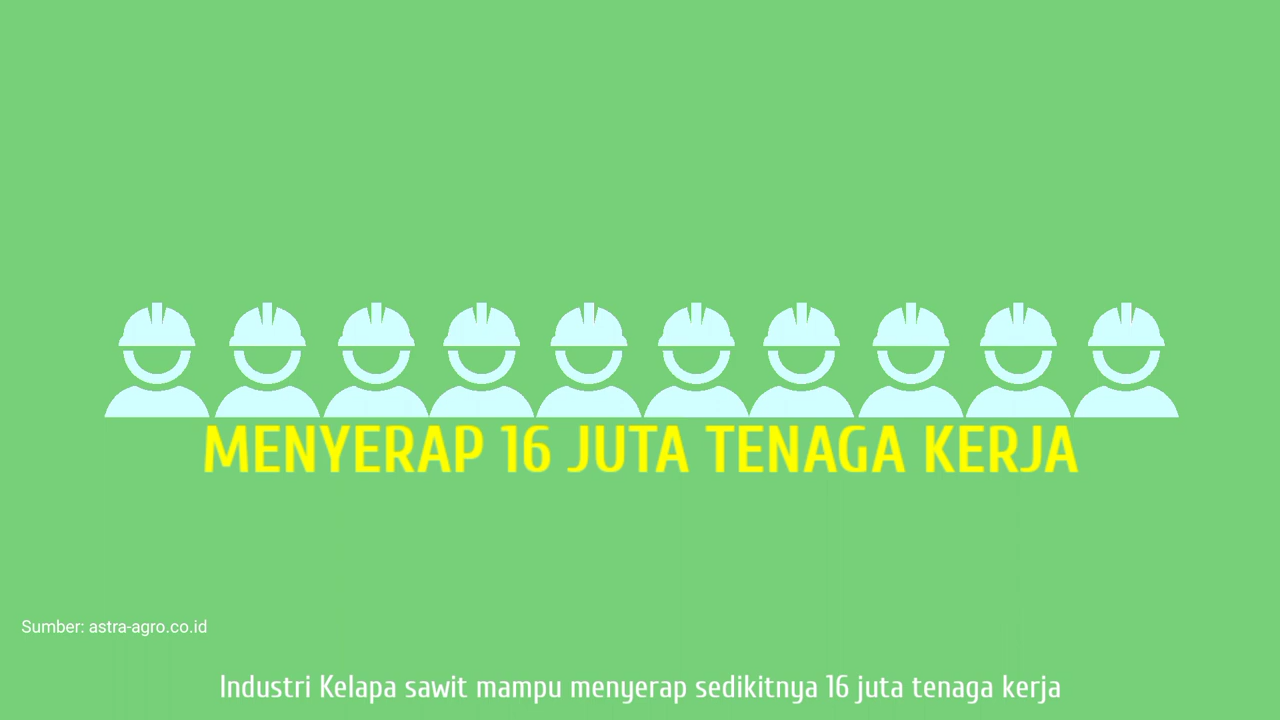 MENYERAP 16 JUTA TENAGA KERJA
Sumber: astra-agro.co.id
Industri Kelapa sawit mampu menyerap sedikitnya 16 juta tenaga kerja